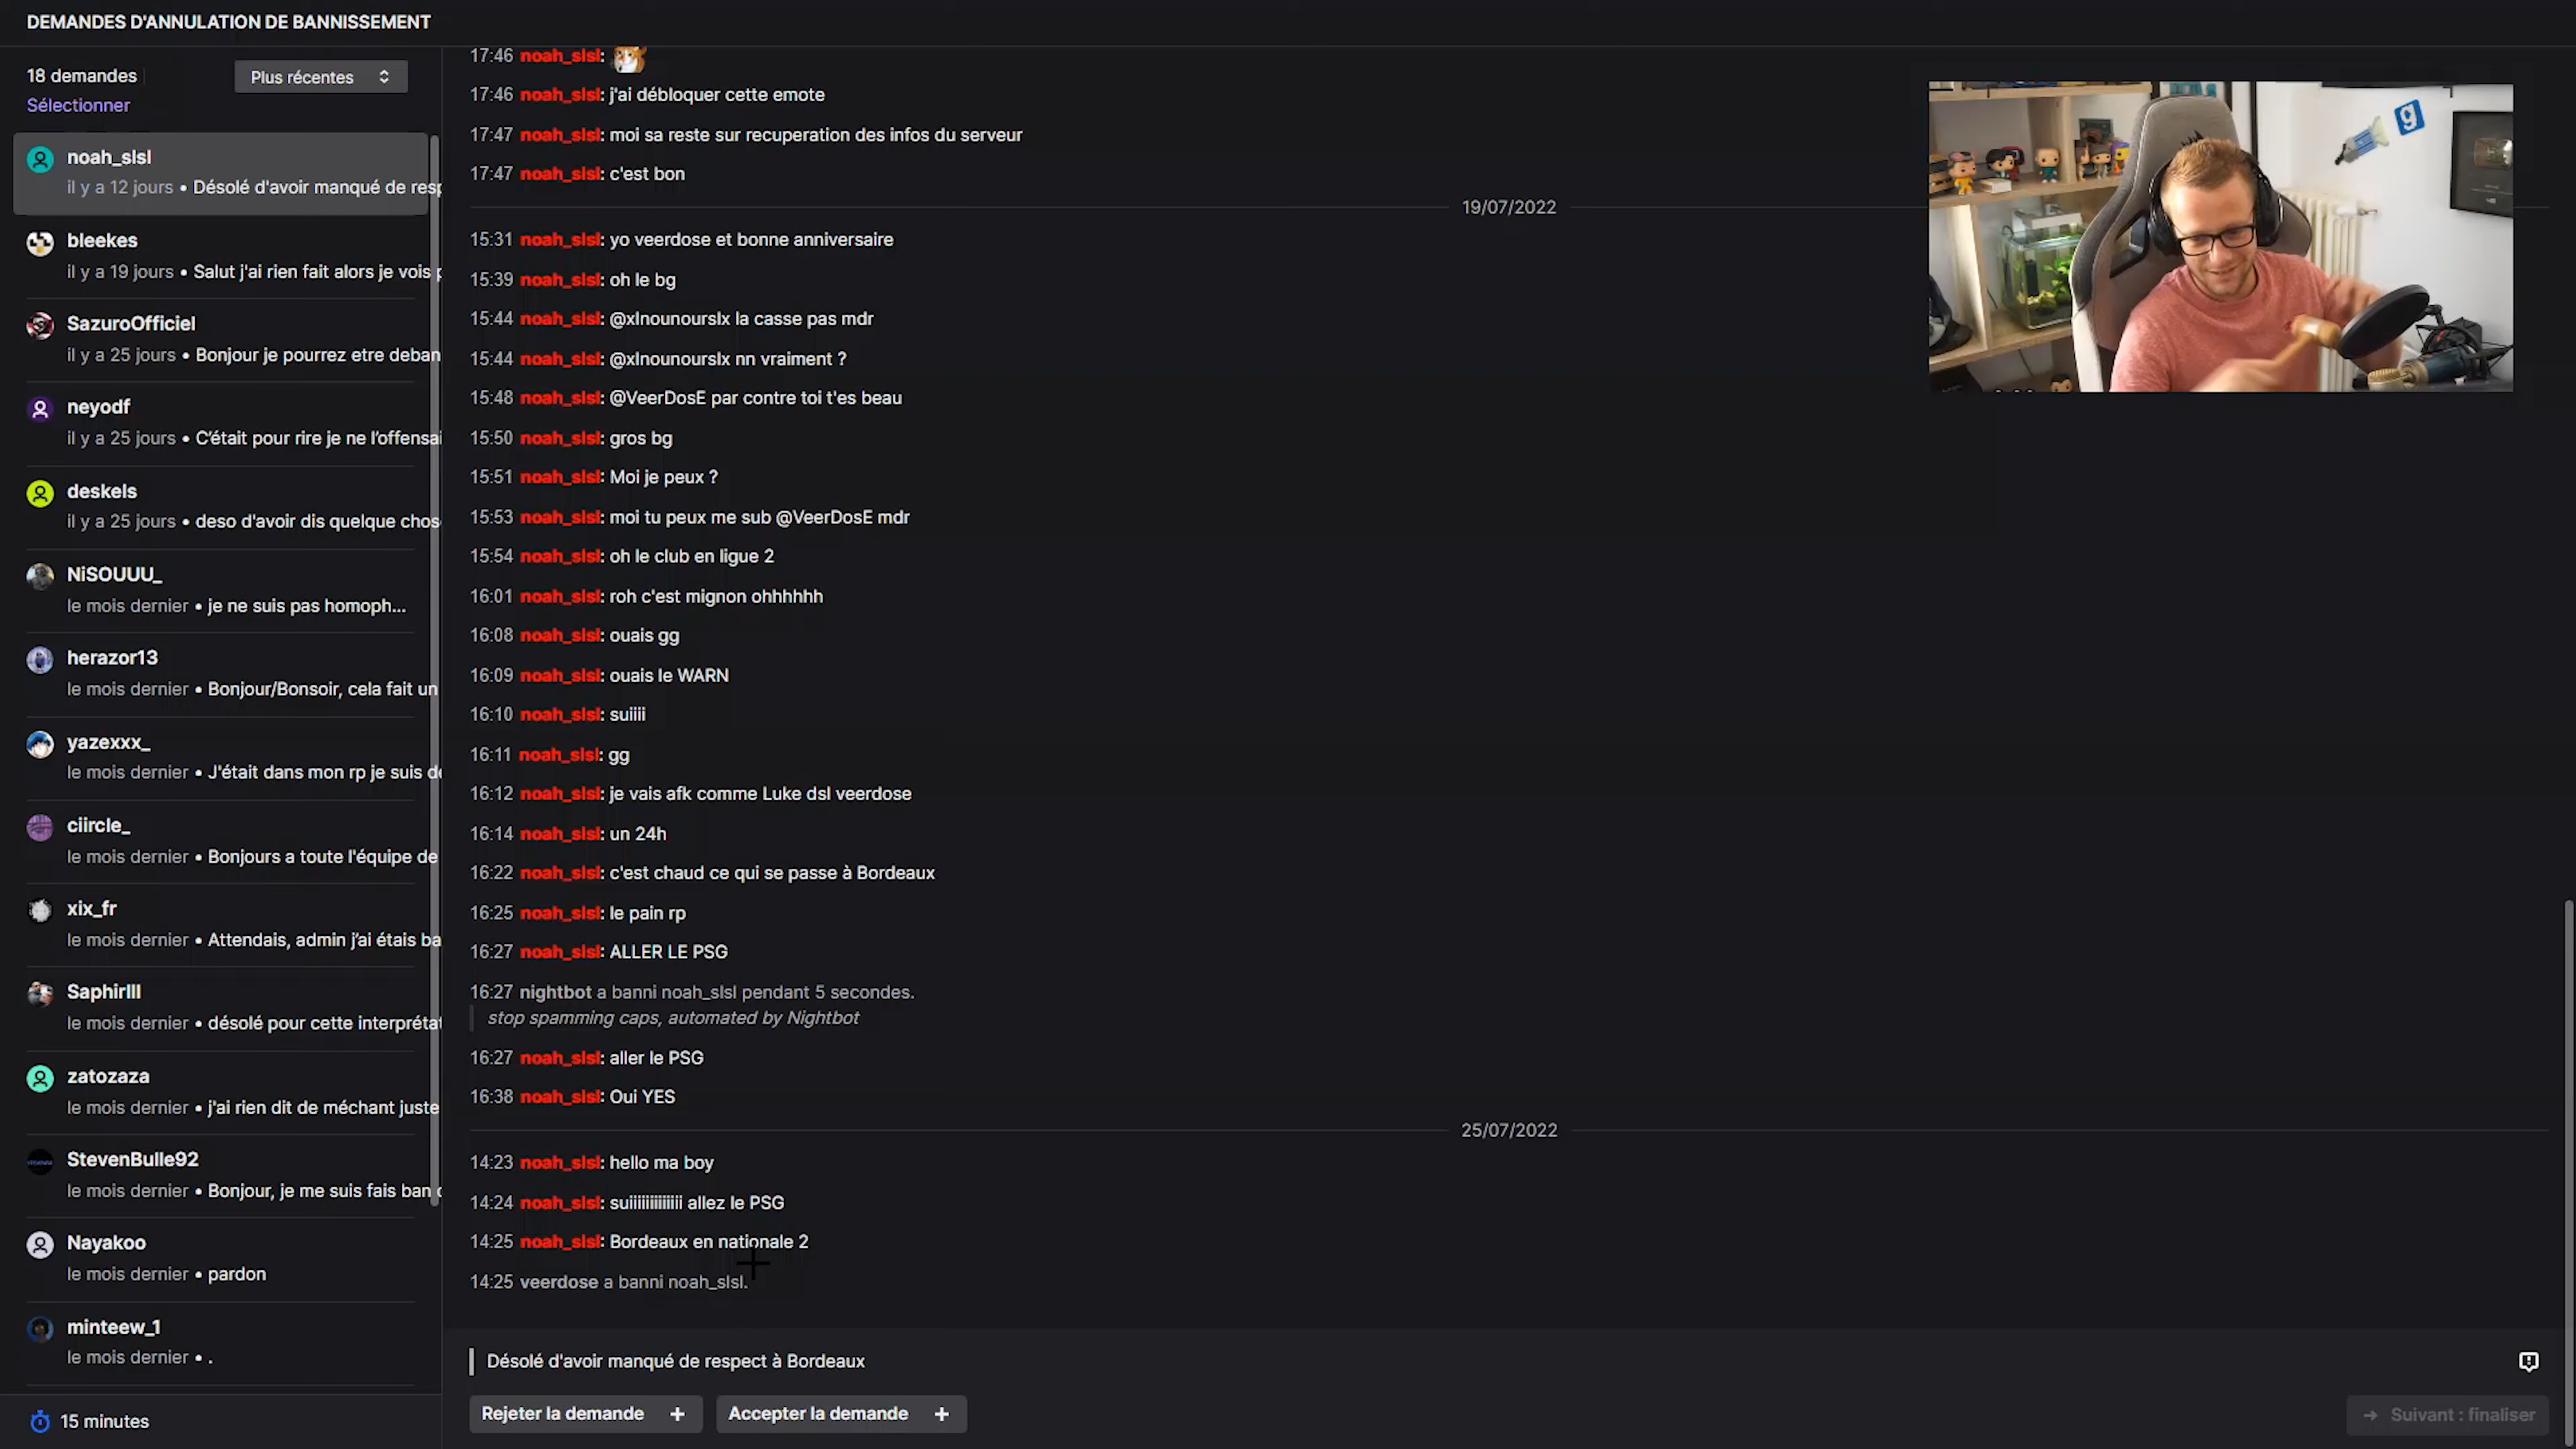 DEMANDES D'ANNULATION DE BANNISSEMENT
18 demandes
Plus récentes
Sélectionner
noah_slsl
il y a 12 jours • Désolé d'avoir manqué de resp
bleekes
il y a 19 jours • Salut j'ai rien fait alors je vois p
SazuroOfficiel
il y a 25 jours • Bonjour je pourrez etre deban
neyodf
il y a 25 jours • C'était pour rire je ne l'offensai
deskels
il y a 25 jours • deso d'avoir dis quelque chos
NiSOUUU_
le mois dernier • je ne suis pas homoph...
herazor13
le mois dernier • Bonjour/Bonsoir, cela fait un
yazexxx_
le mois dernier • J'était dans mon rp je suis dé
ciircle_
le mois dernier • Bonjours a toute l'équipe de
xix_fr
le mois dernier • Attendais, admin j'ai étais ba
SaphirIII
le mois dernier • désolé pour cette interprétat
zatozaza
le mois dernier • j'ai rien dit de méchant juste
StevenBulle92
le mois dernier • Bonjour, je me suis fais ban c
Nayakoo
le mois dernier • pardon
minteew_1
le mois dernier • .
15 minutes
17:46 noah_slsl:
17:46 noah_slsl: j'ai débloquer cette emote
17:47 noah_slsl: moi sa reste sur recuperation des infos du serveur
17:47 noah_slsl: c'est bon
19/07/2022
15:31 noah_slsl: yo veerdose et bonne anniversaire
15:39 noah_slsl: oh le bg
15:44 noah_slsl: @xlnounourslx la casse pas mdr
15:44 noah_slsl: @xlnounourslx nn vraiment ?
15:48 noah_slsl: @VeerDosE par contre toi t'es beau
15:50 noah_slsl: gros bg
15:51 noah_slsl: Moi je peux ?
15:53 noah_slsl: moi tu peux me sub @VeerDosE mdr
15:54 noah_slsl: oh le club en ligue 2
16:01 noah_slsl: roh c'est mignon ohhhhhh
16:08 noah_slsl: ouais gg
16:09 noah_slsl: ouais le WARN
16:10 noah_slsl: suiiii
16:11 noah_slsl: gg
16:12 noah_slsl: je vais afk comme Luke dsl veerdose
16:14 noah_slsl: un 24h
16:22 noah_slsl: c'est chaud ce qui se passe à Bordeaux
16:25 noah_slsl: le pain rp
16:27 noah_slsl: ALLER LE PSG
16:27 nightbot a banni noah_slsl pendant 5 secondes.
stop spamming caps, automated by Nightbot
16:27 noah_slsl: aller le PSG
16:38 noah_slsl: Oui YES
25/07/2022
14:23 noah_slsl: hello ma boy
14:24 noah_slsl: suiiiiiiiiiiiii allez le PSG
14:25 noah_slsl: Bordeaux en nationale 2
14:25 veerdose a banni noah_slsl.
Désolé d'avoir manqué de respect à Bordeaux
Rejeter la demande +
Accepter la demande +
→ Suivant : finaliser
g